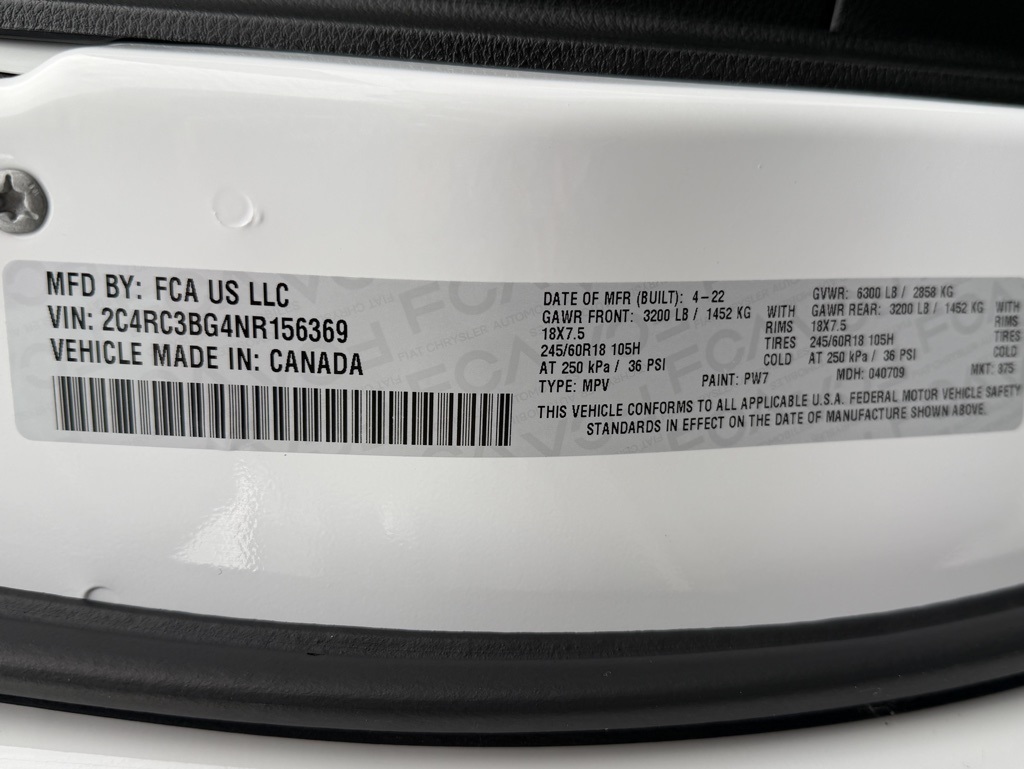 MFD BY: FCA US LLC
VIN: 2C4RC3BG4NR156369
VEHICLE MADE IN: CANADA
DATE OF MFR (BUILT): 4-22 GVWR: 6300 LB / 2858 KG
GAWR FRONT: 3200 LB / 1452 KG WITH GAWR REAR: 3200 LB / 1452 KG WITH
18X7.5 RIMS 18X7.5 RIMS
245/60R18 105H TIRES 245/60R18 105H TIRES
AT 250 kPa / 36 PSI COLD AT 250 kPa / 36 PSI COLD
TYPE: MPV PAINT: PW7 MDH: 040709 MKT: 375
THIS VEHICLE CONFORMS TO ALL APPLICABLE U.S.A. FEDERAL MOTOR VEHICLE SAFETY
STANDARDS IN EFFECT ON THE DATE OF MANUFACTURE SHOWN ABOVE.